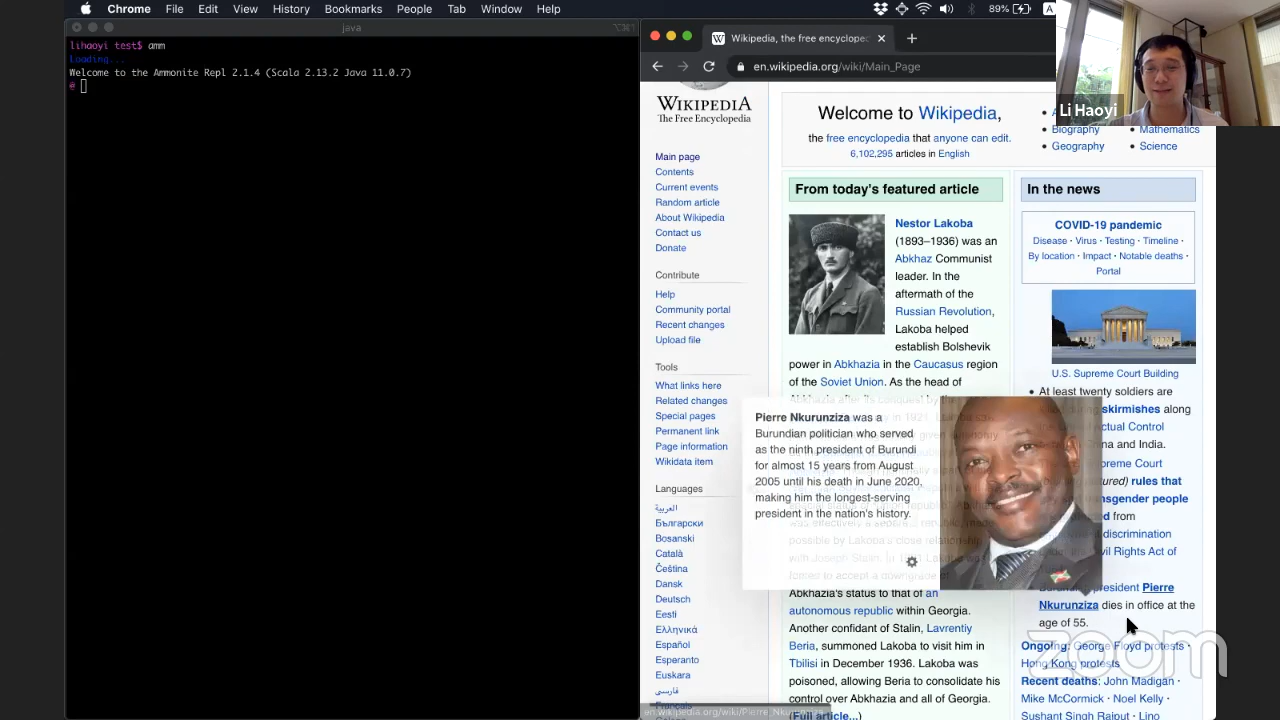 Chrome File Edit View History Bookmarks People Tab Window Help
89%
java
lihaoyi test$ amm
Loading...
Welcome to the Ammonite Repl 2.1.4 (Scala 2.13.2 Java 11.0.7)
@
Wikipedia, the free encyclope
en.wikipedia.org/wiki/Main_Page
Li Haoyi
WIKIPEDIA
The Free Encyclopedia
Main page
Contents
Current events
Random article
About Wikipedia
Contact us
Donate
Contribute
Help
Community portal
Recent changes
Upload file
Tools
What links here
Related changes
Special pages
Permanent link
Page information
Wikidata item
Languages
العربية
Български
Bosanski
Català
Čeština
Dansk
Deutsch
Eesti
Ελληνικά
Español
Esperanto
Euskara
فارسی
Français
Welcome to Wikipedia,
the free encyclopedia that anyone can edit.
6,102,295 articles in English
Biography
Geography
Mathematics
Science
From today's featured article
Nestor Lakoba
(1893–1936) was an
Abkhaz Communist
leader. In the
aftermath of the
Russian Revolution,
Lakoba helped
establish Bolshevik
power in Abkhazia in the Caucasus region
of the Soviet Union. As the head of
Pierre Nkurunziza was a
Burundian politician who served
as the ninth president of Burundi
for almost 15 years from August
2005 until his death in June 2020,
making him the longest-serving
president in the nation's history.
Abkhazia's status to that of an
autonomous republic within Georgia.
Another confidant of Stalin, Lavrentiy
Beria, summoned Lakoba to visit him in
Tbilisi in December 1936. Lakoba was
poisoned, allowing Beria to consolidate his
control over Abkhazia and all of Georgia.
(Full article...)
In the news
COVID-19 pandemic
Disease · Virus · Testing · Timeline ·
By location · Impact · Notable deaths ·
Portal
U.S. Supreme Court Building
At least twenty soldiers are
skirmishes along
Control
and India.
Court
rules that
people
from
discrimination
Rights Act of
president Pierre
Nkurunziza dies in office at the
age of 55.
Ongoing: George Floyd protests ·
Hong Kong protests
Recent deaths: John Madigan ·
Mike McCormick · Noel Kelly ·
Sushant Singh Rajput · Lino
en.wikipedia.org/wiki/Pierre_Nkurunziza
zoom